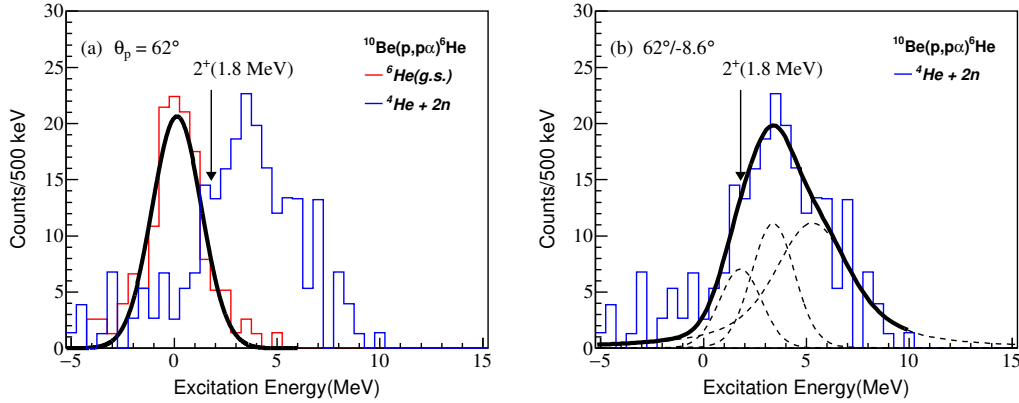 30
25
20
15
10
5
0
Counts/500 keV
(a) θp = 62°
¹⁰Be(p,pα)⁶He
⁶He(g.s.)
⁴He + 2n
2⁺(1.8 MeV)
−5 0 5 10 15
Excitation Energy(MeV)
30
25
20
15
10
5
0
Counts/500 keV
(b) 62°/-8.6°
¹⁰Be(p,pα)⁶He
⁴He + 2n
2⁺(1.8 MeV)
−5 0 5 10 15
Excitation Energy(MeV)